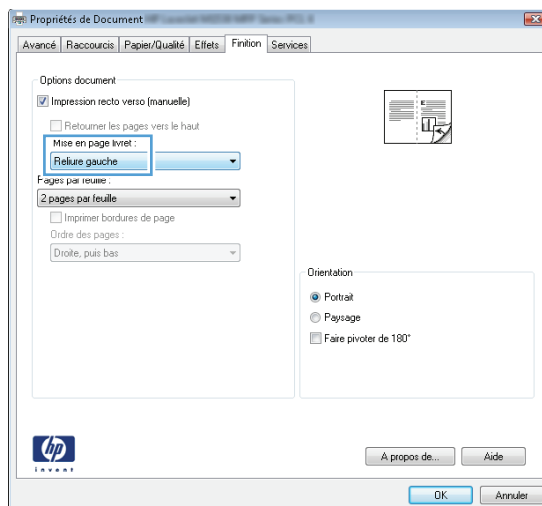 Propriétés de Document
Avancé Raccourcis Papier/Qualité Effets Finition Services
Options document
Impression recto verso (manuelle)
Retourner les pages vers le haut
Mise en page livret :
Reliure gauche
Pages par feuille :
2 pages par feuille
Imprimer bordures de page
Ordre des pages :
Droite, puis bas
Orientation
Portrait
Paysage
Faire pivoter de 180°
hp
invent
A propos de... Aide
OK Annuler